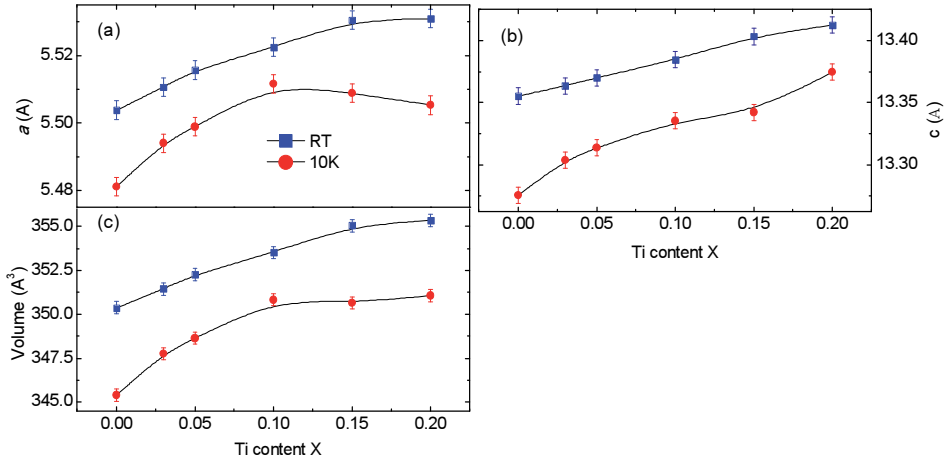 (a)
5.52
5.50
5.48
a (A)
RT
10K
(b)
13.40
13.35
13.30
c (A)
0.00 0.05 0.10 0.15 0.20
Ti content X
(c)
355.0
352.5
350.0
347.5
345.0
Volume (A³)
0.00 0.05 0.10 0.15 0.20
Ti content X